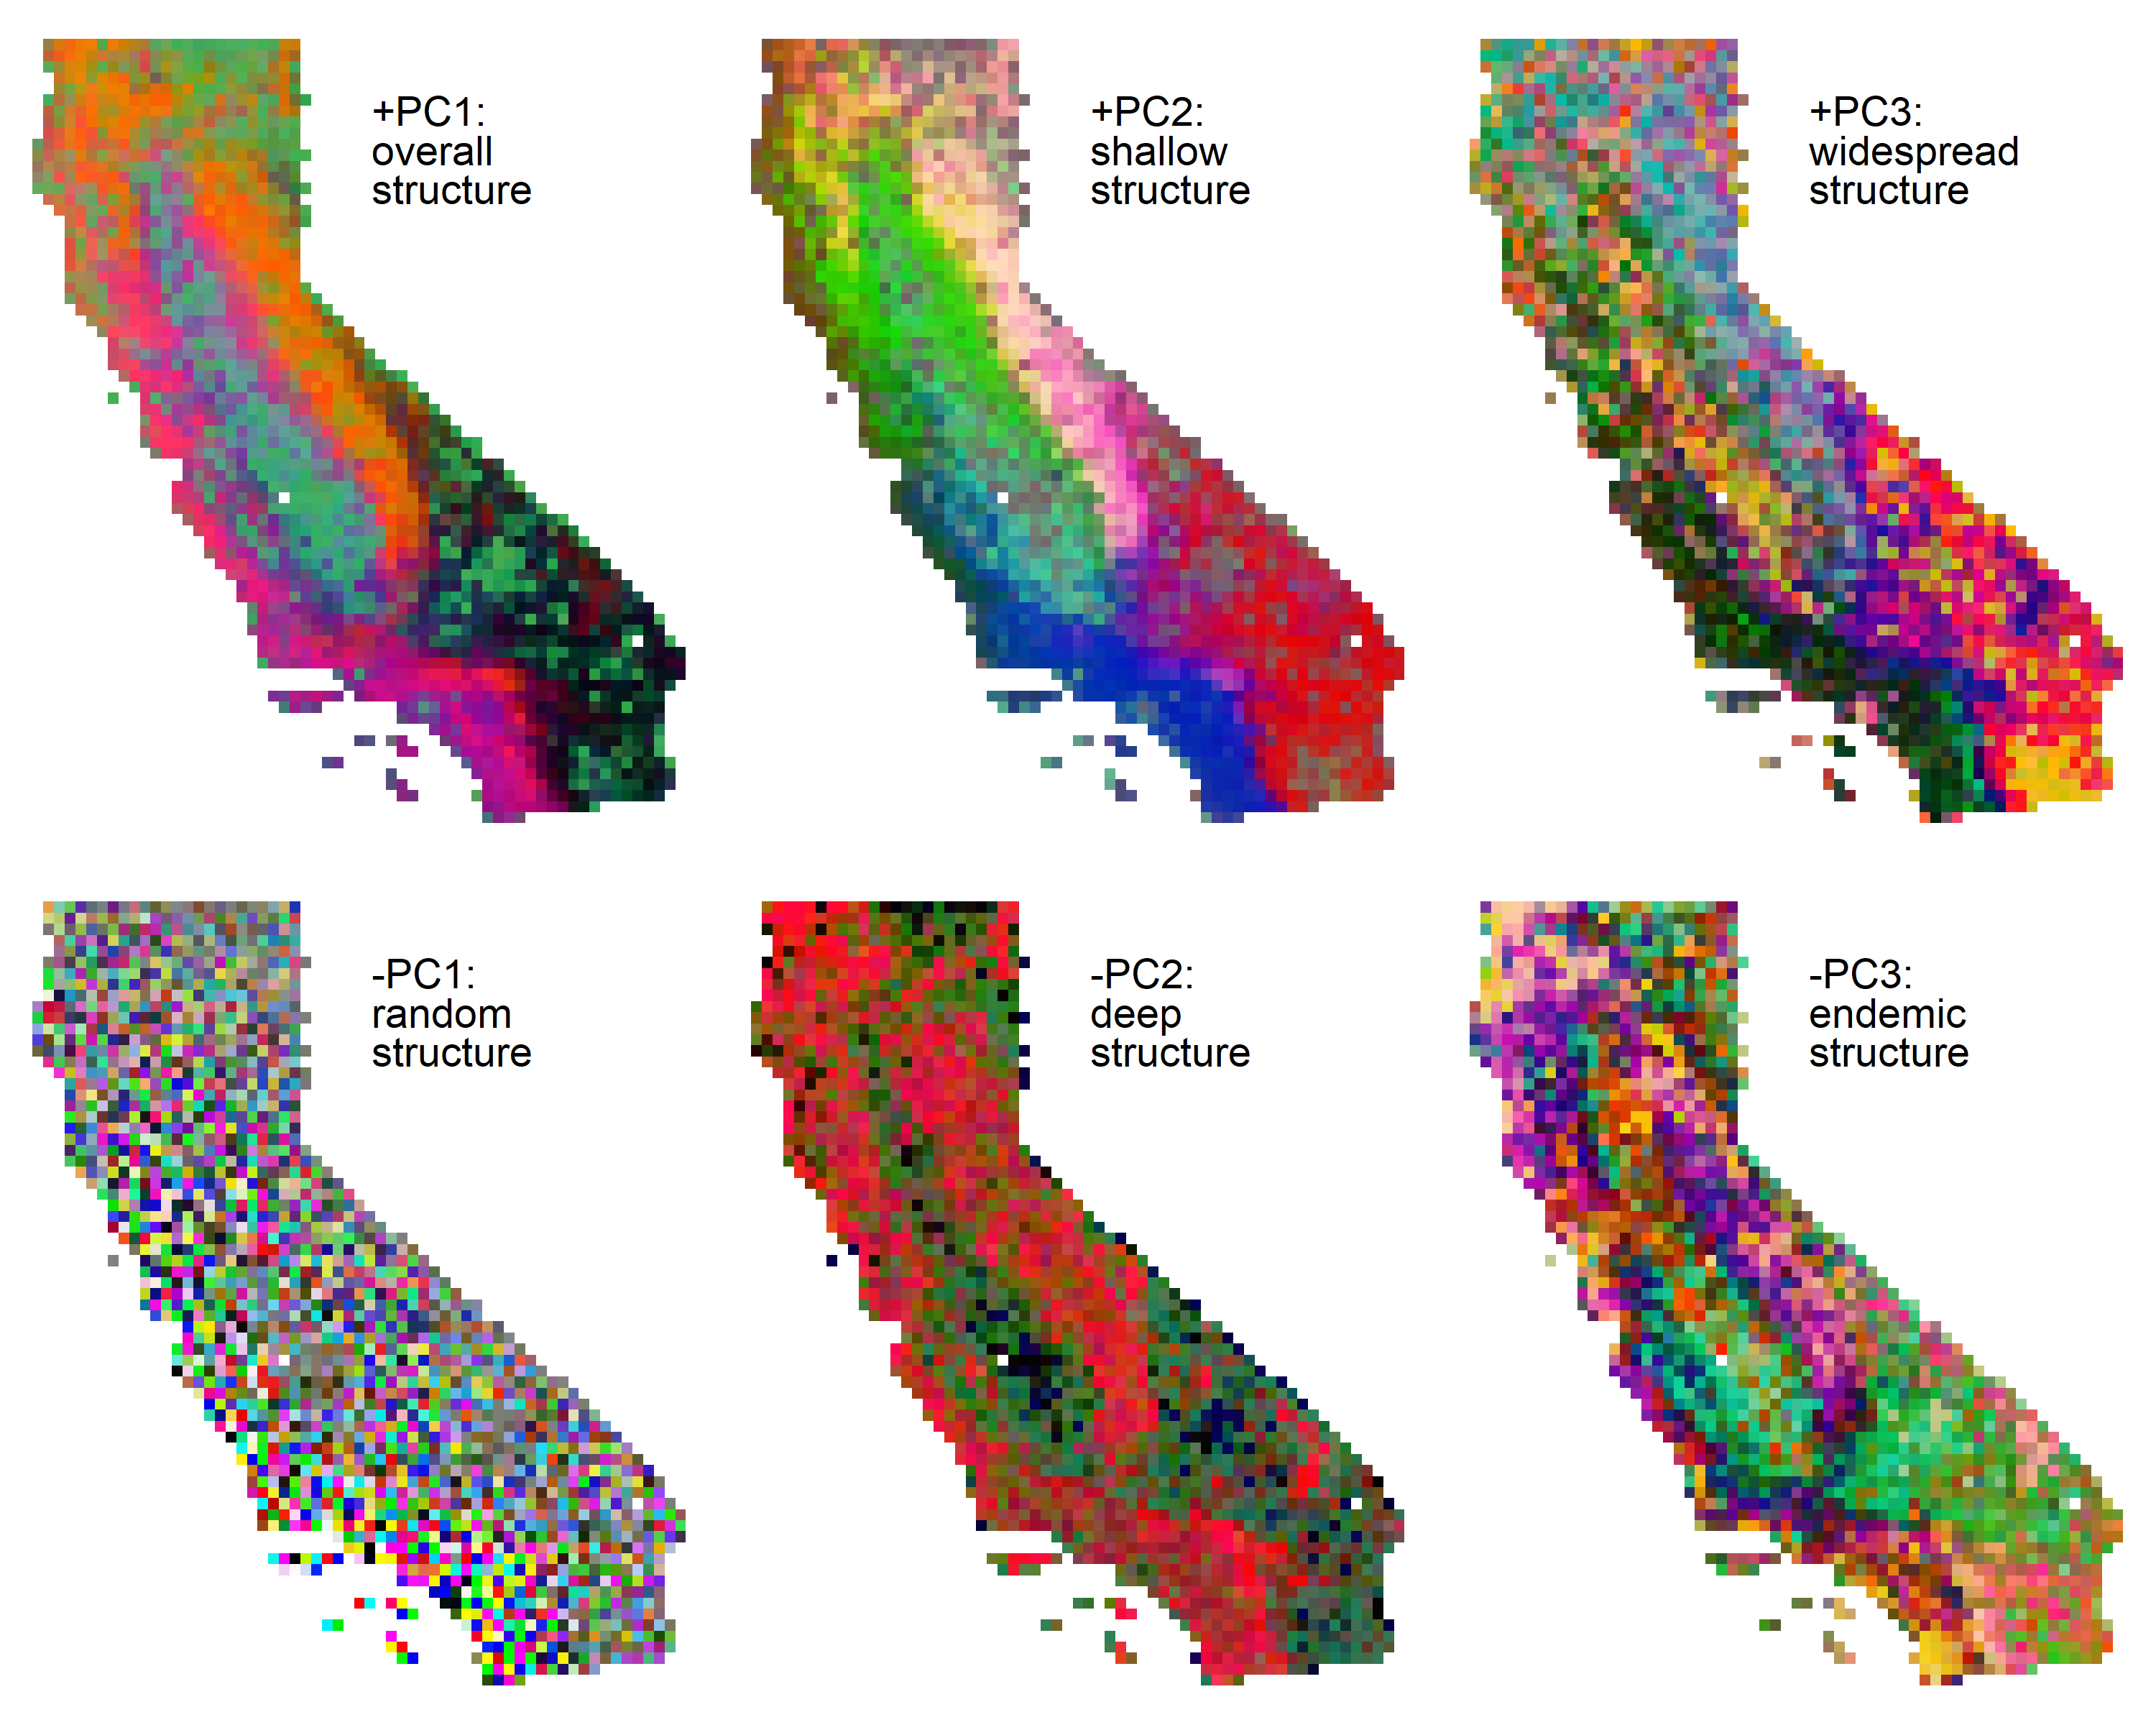 +PC1:
overall
structure
+PC2:
shallow
structure
+PC3:
widespread
structure
-PC1:
random
structure
-PC2:
deep
structure
-PC3:
endemic
structure